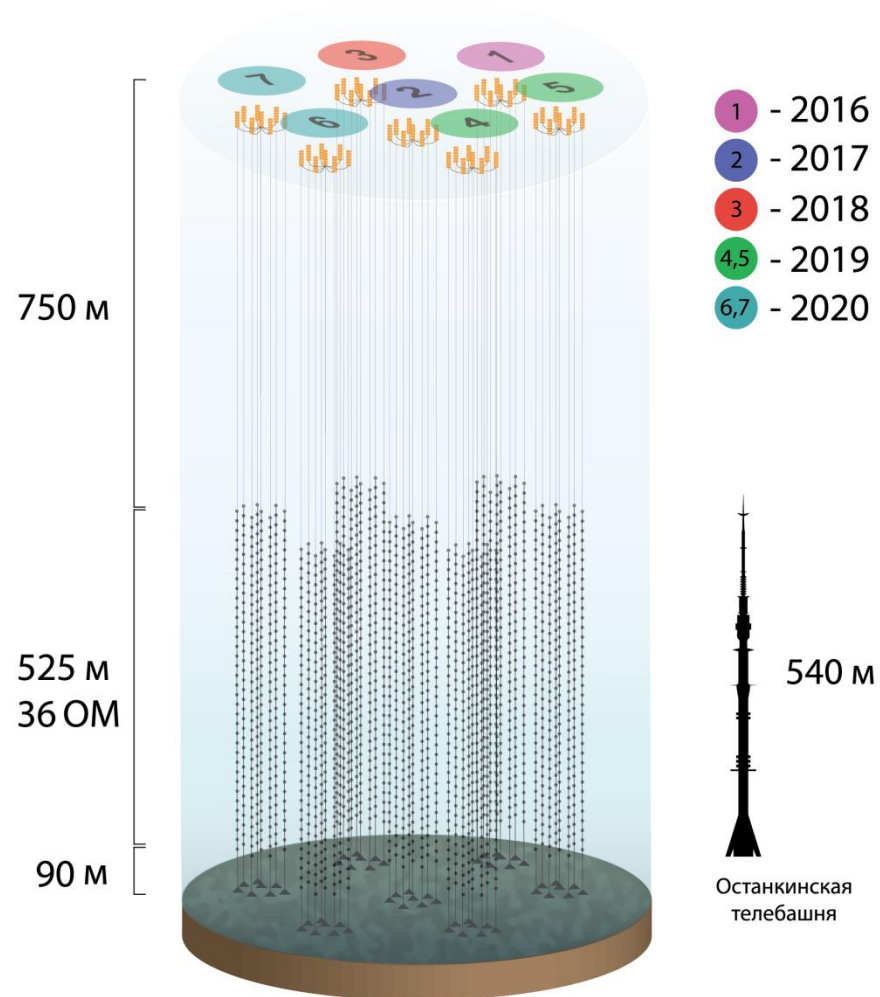 3
1
7
2
5
6
4
1 - 2016
2 - 2017
3 - 2018
4,5 - 2019
6,7 - 2020
750 м
525 м
36 ОМ
90 м
540 м
Останкинская
телебашня